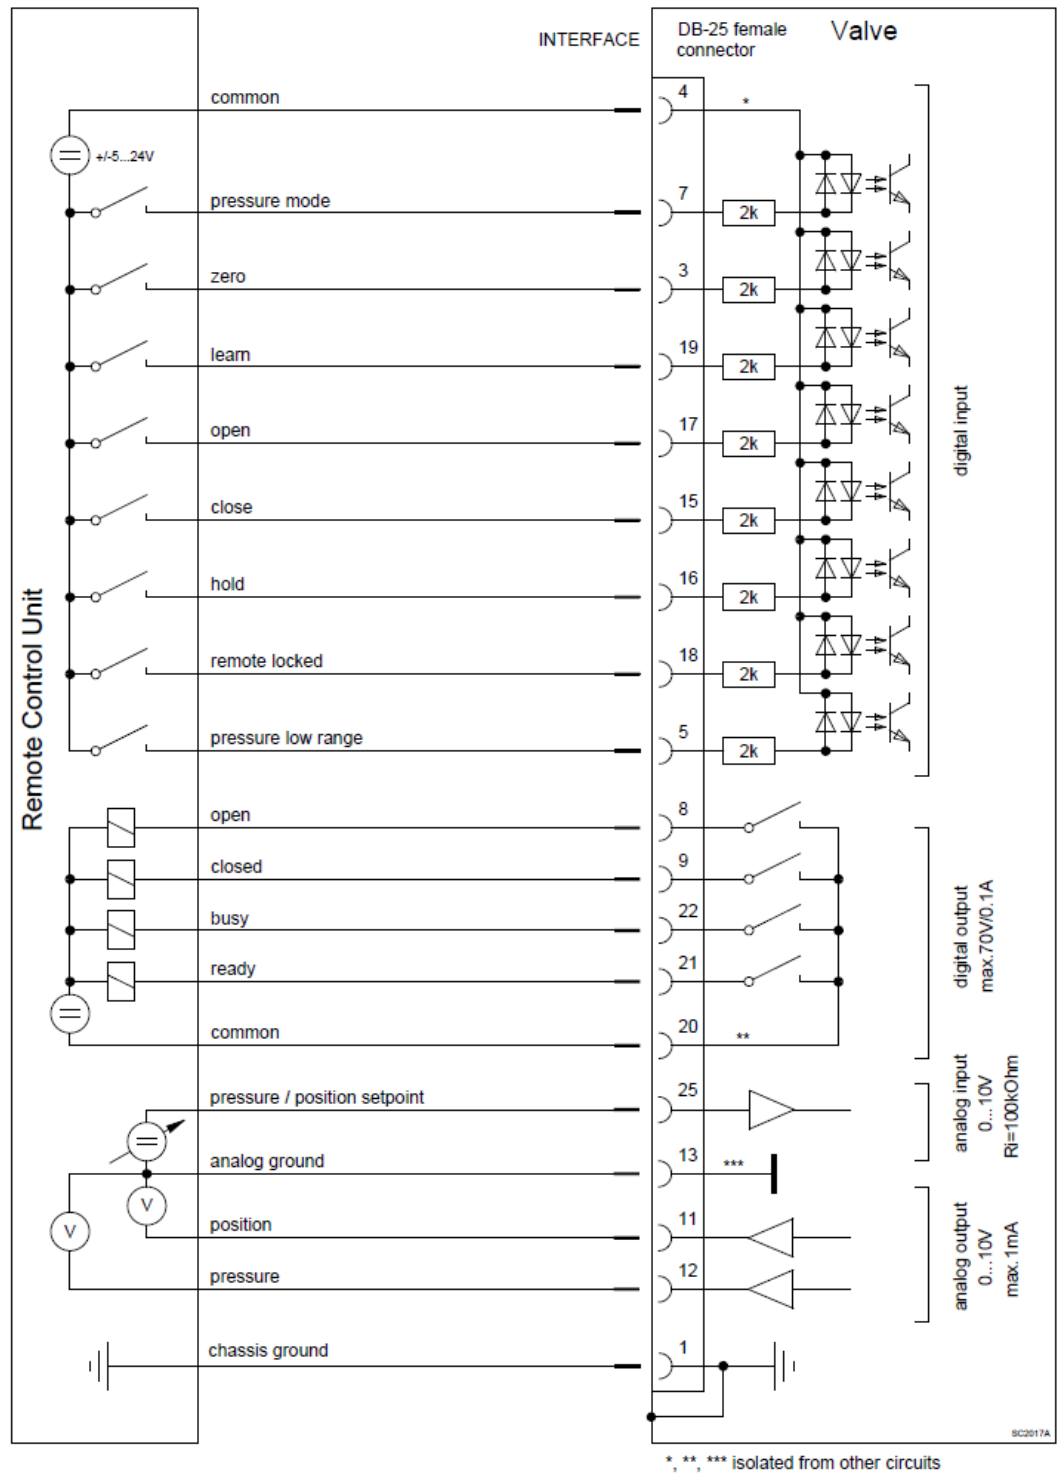 INTERFACE
DB-25 female
connector
Valve
common
4
*
+/-5...24V
pressure mode
7
2k
zero
3
2k
learn
19
2k
open
17
2k
close
15
2k
hold
16
2k
remote locked
18
2k
pressure low range
5
2k
digital input
Remote Control Unit
open
8
closed
9
busy
22
ready
21
common
20
**
digital output
max.70V/0.1A
pressure / position setpoint
25
analog input
0...10V
Ri=100kOhm
analog ground
13
***
V
V
position
11
pressure
12
analog output
0...10V
max.1mA
chassis ground
1
SC2017A
*, **, *** isolated from other circuits